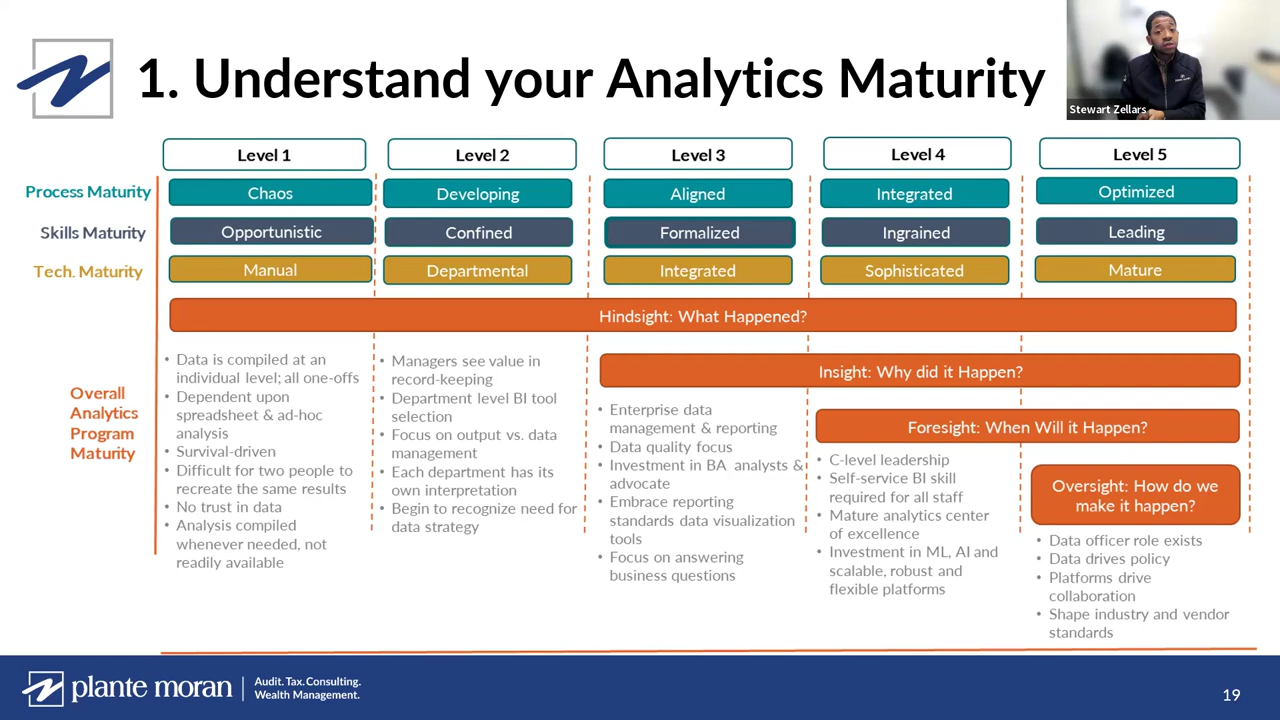 1. Understand your Analytics Maturity
Stewart Zellars
Level 1
Level 2
Level 3
Level 4
Level 5
Process Maturity
Chaos
Developing
Aligned
Integrated
Optimized
Skills Maturity
Opportunistic
Confined
Formalized
Ingrained
Leading
Tech. Maturity
Manual
Departmental
Integrated
Sophisticated
Mature
Hindsight: What Happened?
Insight: Why did it Happen?
Foresight: When Will it Happen?
Oversight: How do we
make it happen?
Overall
Analytics
Program
Maturity
• Data is compiled at an
individual level; all one-offs
• Dependent upon
spreadsheet & ad-hoc
analysis
• Survival-driven
• Difficult for two people to
recreate the same results
• No trust in data
• Analysis compiled
whenever needed, not
readily available
• Managers see value in
record-keeping
• Department level BI tool
selection
• Focus on output vs. data
management
• Each department has its
own interpretation
• Begin to recognize need for
data strategy
• Enterprise data
management & reporting
• Data quality focus
• Investment in BA analysts &
advocate
• Embrace reporting
standards data visualization
tools
• Focus on answering
business questions
• C-level leadership
• Self-service BI skill
required for all staff
• Mature analytics center
of excellence
• Investment in ML, AI and
scalable, robust and
flexible platforms
• Data officer role exists
• Data drives policy
• Platforms drive
collaboration
• Shape industry and vendor
standards
plante moran
Audit. Tax. Consulting.
Wealth Management.
19